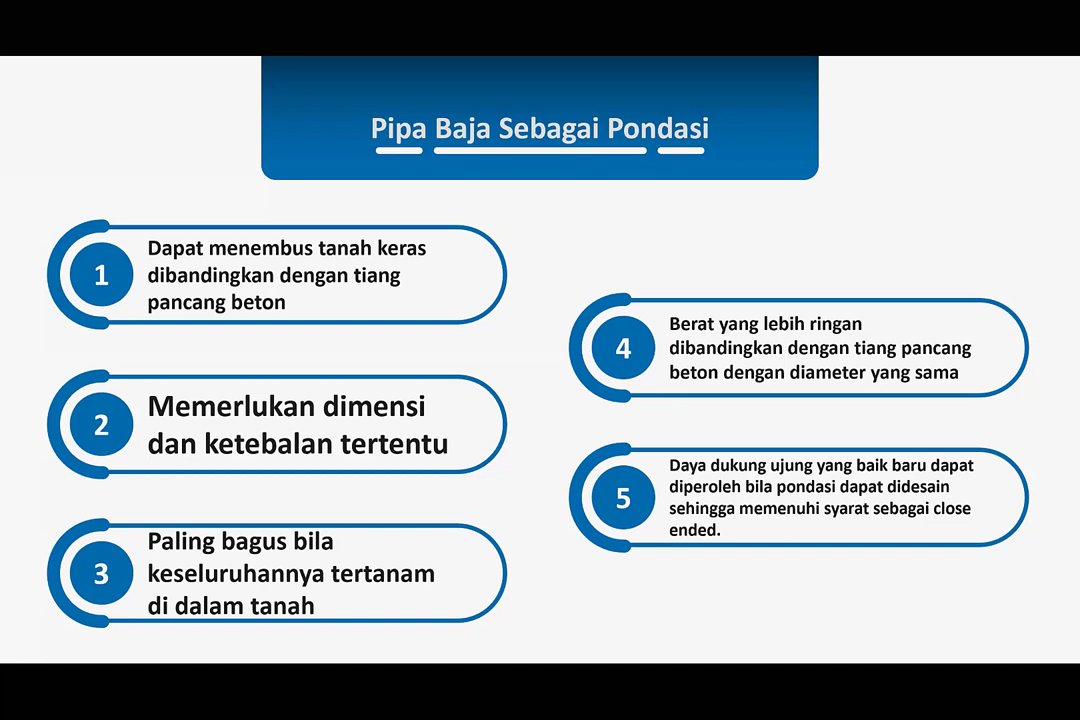 Pipa Baja Sebagai Pondasi
1
Dapat menembus tanah keras
dibandingkan dengan tiang
pancang beton
2
Memerlukan dimensi
dan ketebalan tertentu
3
Paling bagus bila
keseluruhannya tertanam
di dalam tanah
4
Berat yang lebih ringan
dibandingkan dengan tiang pancang
beton dengan diameter yang sama
5
Daya dukung ujung yang baik baru dapat
diperoleh bila pondasi dapat didesain
sehingga memenuhi syarat sebagai close
ended.